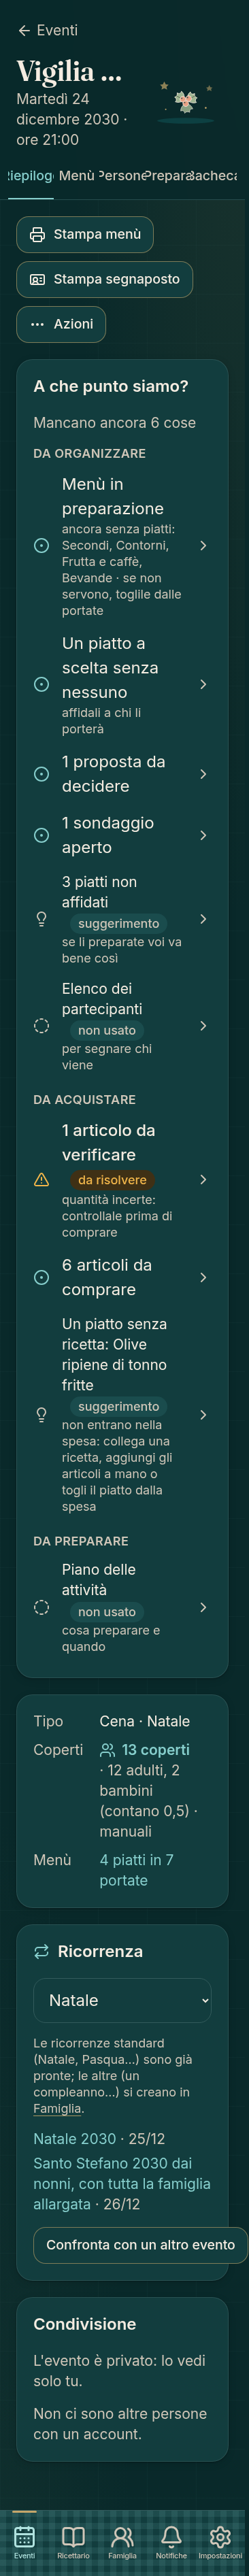 Eventi
Vigilia ...
Martedì 24
dicembre 2030 ·
ore 21:00
Riepilogo Menù Persone Prepara Bacheca
Stampa menù
Stampa segnaposto
Azioni
A che punto siamo?
Mancano ancora 6 cose
DA ORGANIZZARE
Menù in
preparazione
ancora senza piatti:
Secondi, Contorni,
Frutta e caffè,
Bevande · se non
servono, toglile dalle
portate
Un piatto a
scelta senza
nessuno
affidali a chi li
porterà
1 proposta da
decidere
1 sondaggio
aperto
3 piatti non
affidati
suggerimento
se li preparate voi va
bene così
Elenco dei
partecipanti
non usato
per segnare chi
viene
DA ACQUISTARE
1 articolo da
verificare
da risolvere
quantità incerte:
controllale prima di
comprare
6 articoli da
comprare
Un piatto senza
ricetta: Olive
ripiene di tonno
fritte
suggerimento
non entrano nella
spesa: collega una
ricetta, aggiungi gli
articoli a mano o
togli il piatto dalla
spesa
DA PREPARARE
Piano delle
attività
non usato
cosa preparare e
quando
Tipo Cena · Natale
Coperti 13 coperti
· 12 adulti, 2
bambini
(contano 0,5) ·
manuali
Menù 4 piatti in 7
portate
Ricorrenza
Natale
Le ricorrenze standard
(Natale, Pasqua...) sono già
pronte; le altre (un
compleanno...) si creano in
Famiglia.
Natale 2030 · 25/12
Santo Stefano 2030 dai
nonni, con tutta la famiglia
allargata · 26/12
Confronta con un altro evento
Condivisione
L'evento è privato: lo vedi
solo tu.
Non ci sono altre persone
con un account.
Eventi Ricettario Famiglia Notifiche Impostazioni